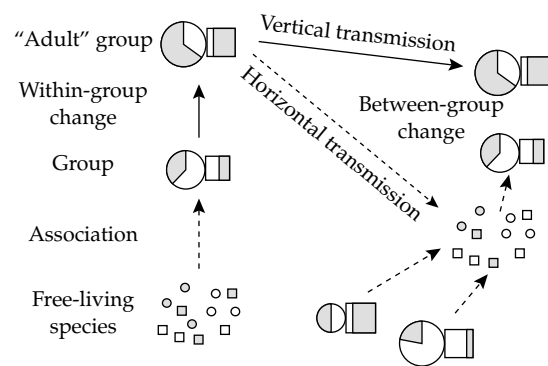 “Adult” group
Vertical transmission
Within-group
change
Horizontal transmission
Between-group
change
Group
Association
Free-living
species